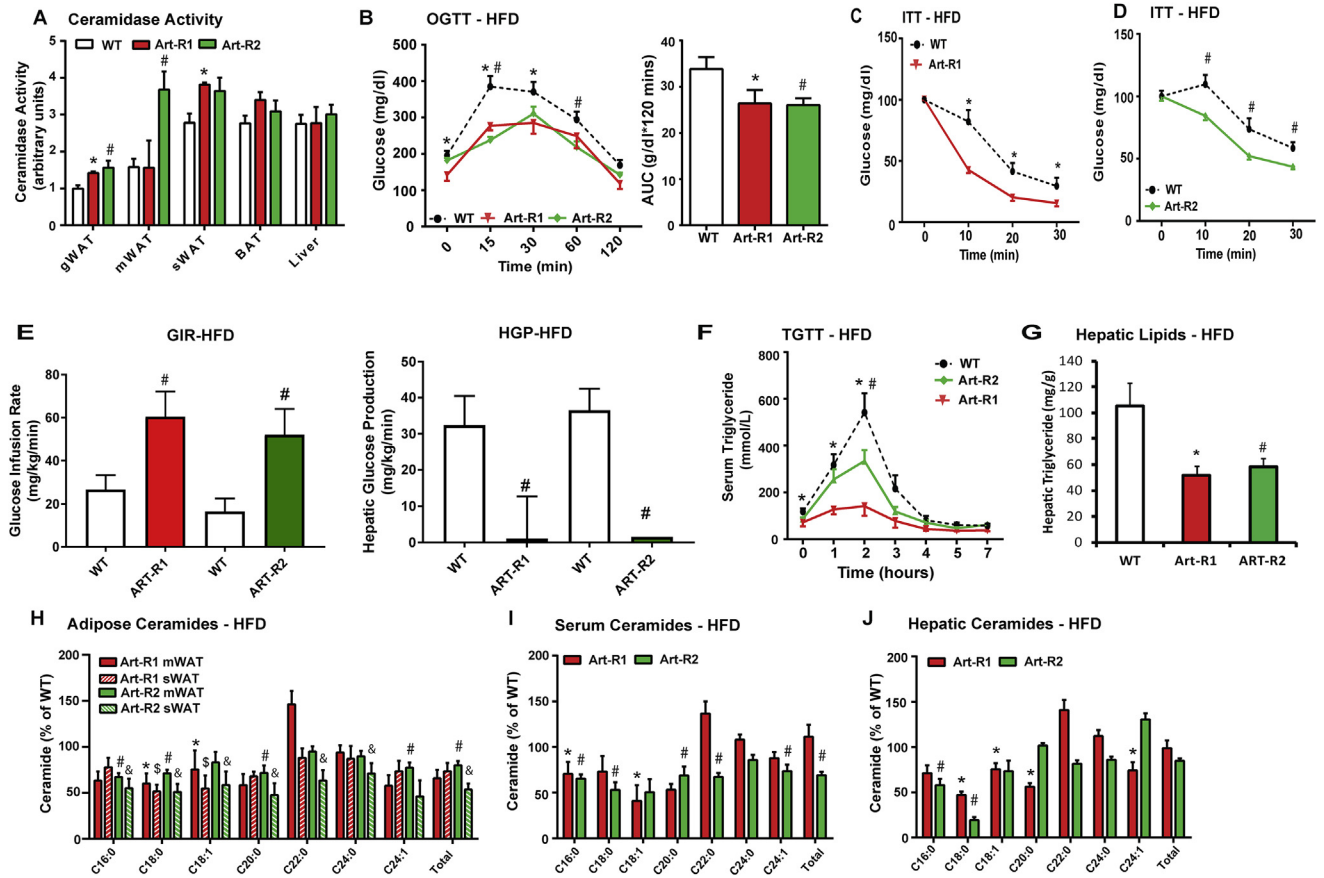 A Ceramidase Activity
WT Art-R1 Art-R2
Ceramidase Activity
(arbitrary units)
5
4
3
2
1
0
* # # *
gWAT mWAT sWAT BAT Liver
B OGTT - HFD
Glucose (mg/dl)
500
400
300
200
100
0
* * # * #
WT Art-R1 Art-R2
0 15 30 60 120
Time (min)
AUC (g/dl*120 mins)
40
30
20
10
0
* #
WT Art-R1 Art-R2
C ITT - HFD
Glucose (mg/dl)
150
100
50
0
WT
Art-R1
* * *
0 10 20 30
Time (min)
D ITT - HFD
Glucose (mg/dl)
150
100
50
0
# # #
WT
Art-R2
0 10 20 30
Time (min)
E GIR-HFD
Glucose Infusion Rate
(mg/kg/min)
80
60
40
20
0
# #
WT ART-R1 WT ART-R2
HGP-HFD
Hepatic Glucose Production
(mg/kg/min)
50
40
30
20
10
0
# #
WT ART-R1 WT ART-R2
F TGTT - HFD
Serum Triglyceride
(mmol/L)
800
600
400
200
0
* * * #
WT
Art-R2
Art-R1
0 1 2 3 4 5 7
Time (hours)
G Hepatic Lipids - HFD
Hepatic Triglyceride (mg/g)
140
120
100
80
60
40
20
0
* #
WT Art-R1 ART-R2
H Adipose Ceramides - HFD
Ceramide (% of WT)
200
150
100
50
0
Art-R1 mWAT
Art-R1 sWAT
Art-R2 mWAT
Art-R2 sWAT
# & * $ # & * $ & # & & & # # &
C16:0 C18:0 C18:1 C20:0 C22:0 C24:0 C24:1 Total
I Serum Ceramides - HFD
Ceramide (% of WT)
200
150
100
50
0
Art-R1 Art-R2
* # # * # # # #
C16:0 C18:0 C18:1 C20:0 C22:0 C24:0 C24:1 Total
J Hepatic Ceramides - HFD
Ceramide (% of WT)
200
150
100
50
0
Art-R1 Art-R2
# * # * * *
C16:0 C18:0 C18:1 C20:0 C22:0 C24:0 C24:1 Total